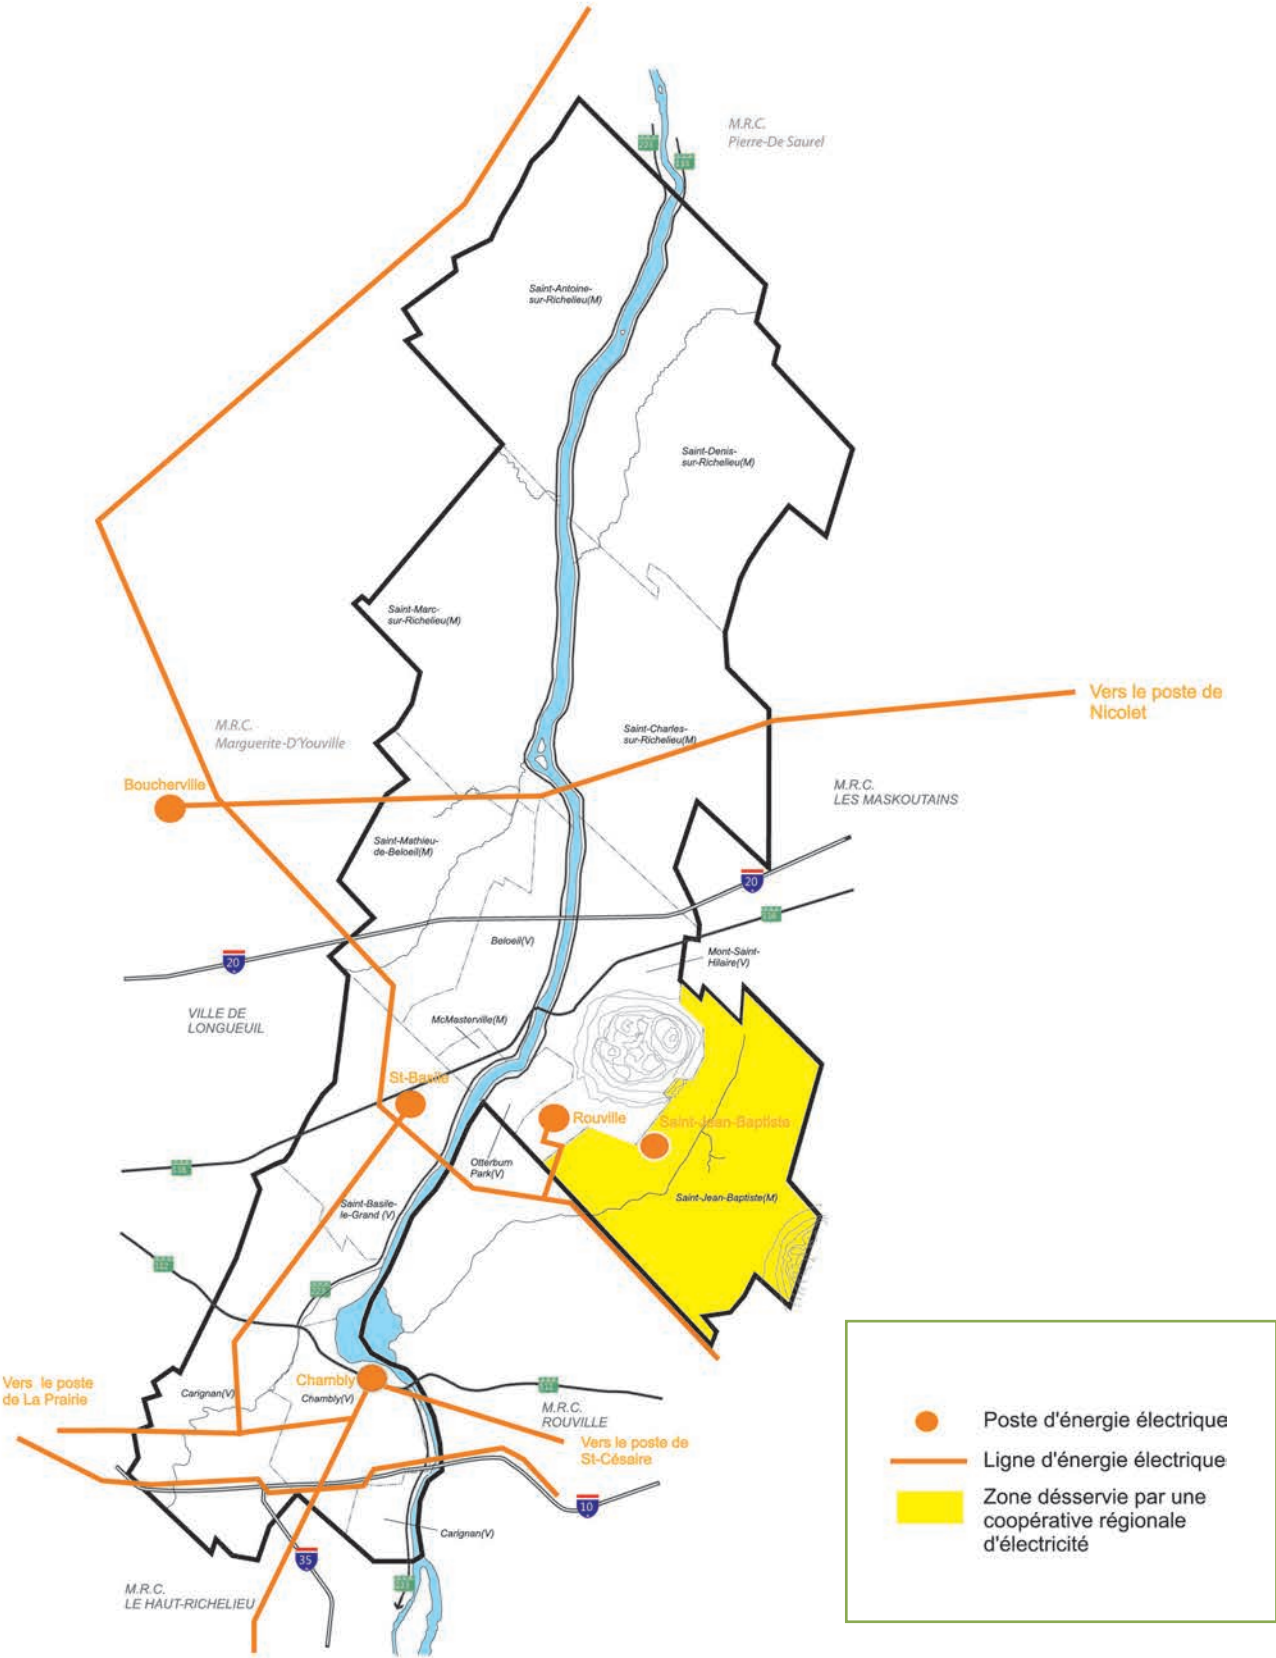 M.R.C.
Pierre-De Saurel
Saint-Antoine-
sur-Richelieu(M)
Saint-Denis-
sur-Richelieu(M)
Saint-Marc-
sur-Richelieu(M)
Vers le poste de
Nicolet
M.R.C.
Marguerite-D'Youville
Saint-Charles-
sur-Richelieu(M)
Boucherville
M.R.C.
LES MASKOUTAINS
Saint-Mathieu-
de-Beloeil(M)
20
Beloeil(V)
Mont-Saint-
Hilaire(V)
20
VILLE DE
LONGUEUIL
McMasterville(M)
St-Basile
Rouville
Saint-Jean-Baptiste
Otterburn
Park(V)
Saint-Jean-Baptiste(M)
Saint-Basile-
le-Grand (V)
Vers le poste
de La Prairie
Carignan(V)
Chambly
Chambly(V)
M.R.C.
ROUVILLE
Vers le poste de
St-Césaire
10
Carignan(V)
35
M.R.C.
LE HAUT-RICHELIEU
Poste d'énergie électrique
Ligne d'énergie électrique
Zone désservie par une
coopérative régionale
d'électricité